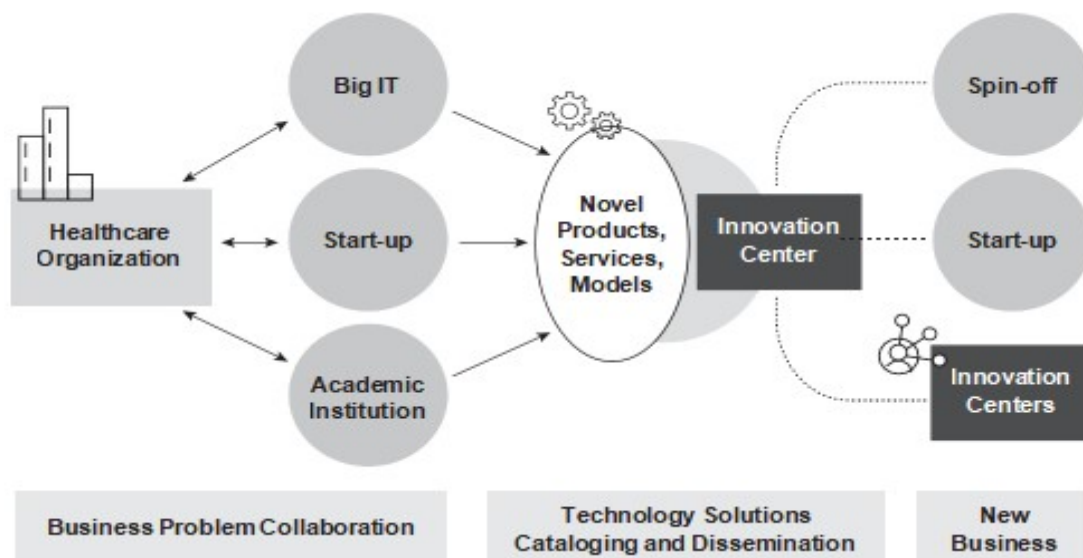 Big IT
Spin-off
Healthcare
Organization
Start-up
Novel
Products,
Services,
Models
Innovation
Center
Start-up
Academic
Institution
Innovation
Centers
Business Problem Collaboration
Technology Solutions
Cataloging and Dissemination
New
Business